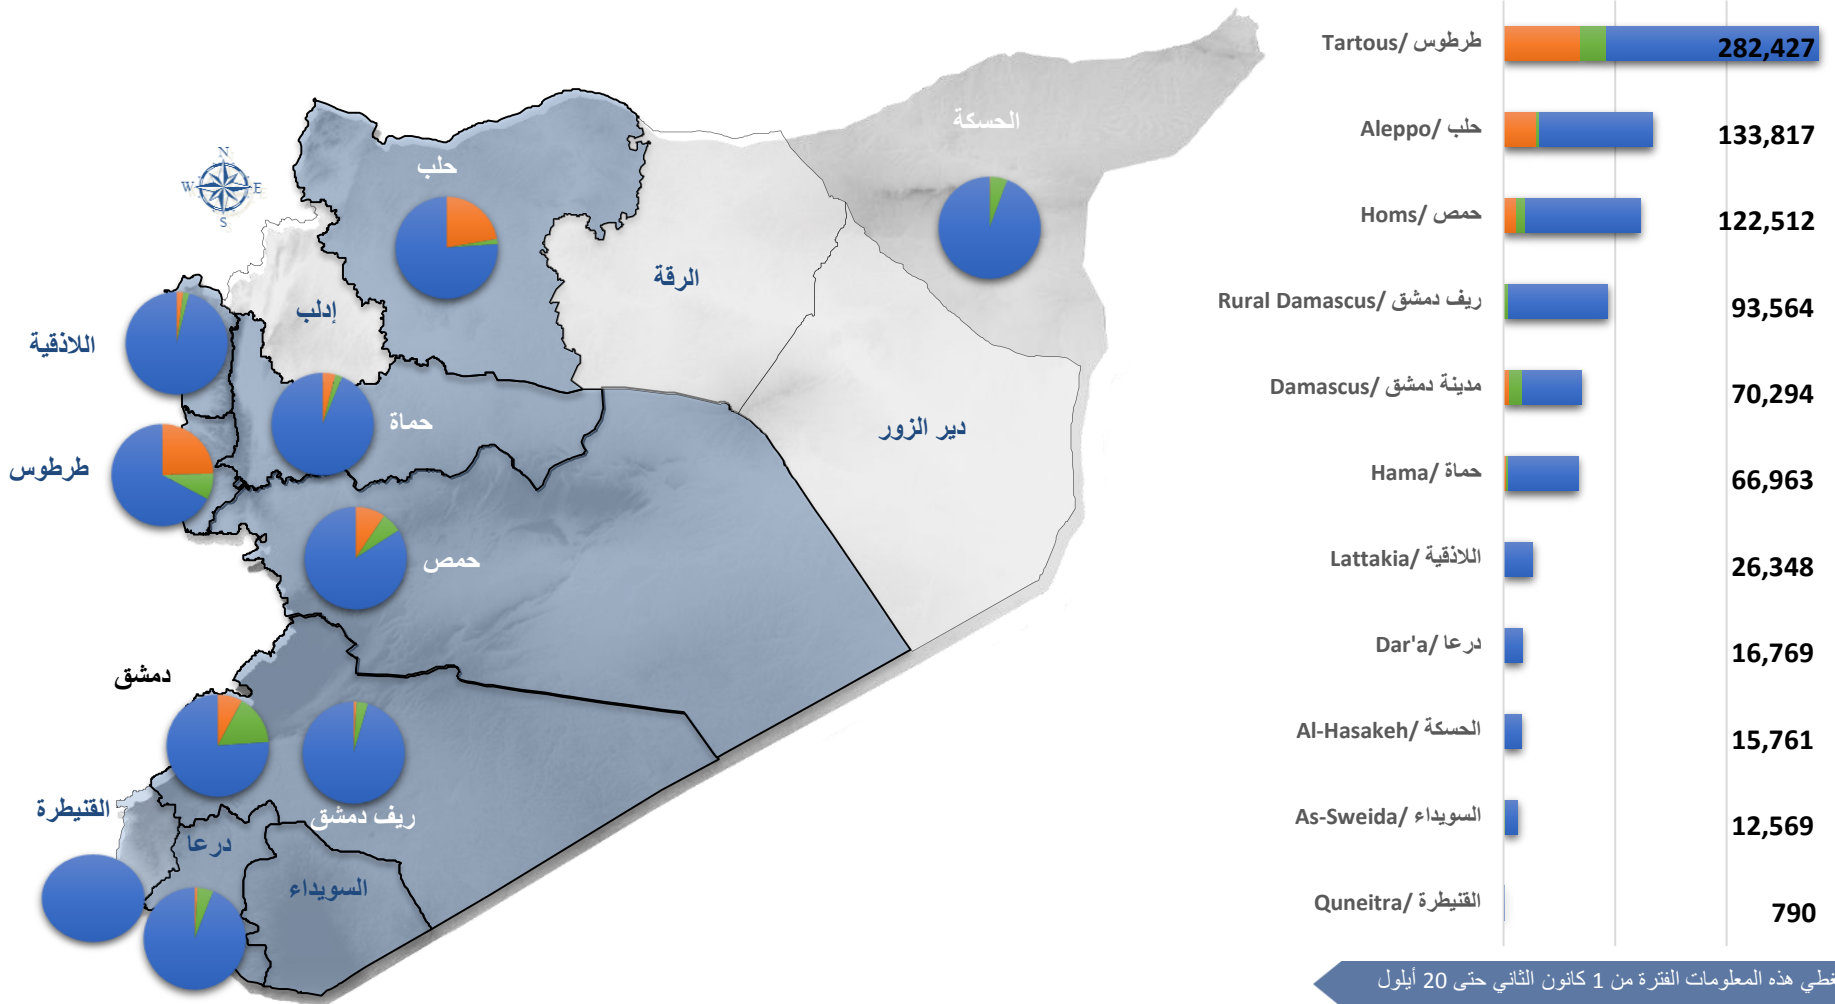 N
W E
S
الحسكة
حلب
الرقة
إدلب
اللاذقية
حماة
دير الزور
طرطوس
حمص
دمشق
القنيطرة
ريف دمشق
درعا
السويداء
Tartous/ طرطوس 282,427
Aleppo/ حلب 133,817
Homs/ حمص 122,512
Rural Damascus/ ريف دمشق 93,564
Damascus/ مدينة دمشق 70,294
Hama/ حماة 66,963
Lattakia/ اللاذقية 26,348
Dar'a/ درعا 16,769
Al-Hasakeh/ الحسكة 15,761
As-Sweida/ السويداء 12,569
Quneitra/ القنيطرة 790
هذه المعلومات الفترة من 1 كانون الثاني حتى 20 أيلول